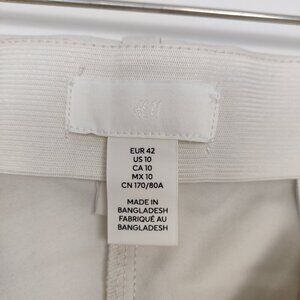 H&M
EUR 42
US 10
CA 10
MX 10
CN 170/80A
MADE IN
BANGLADESH
FABRIQUÉ AU
BANGLADESH